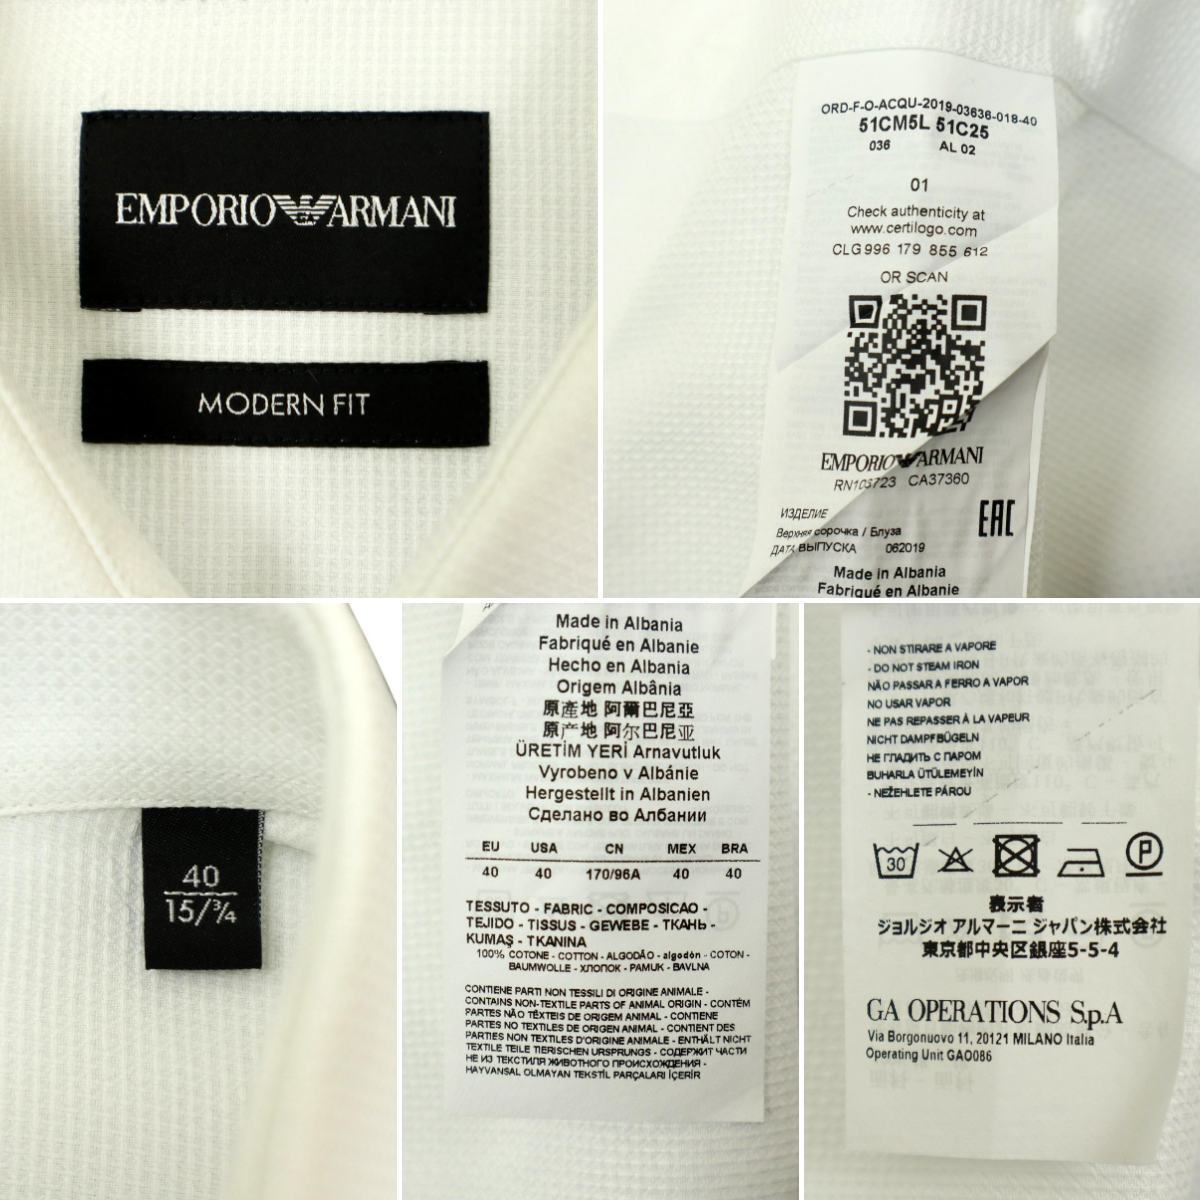 EMPORIO ARMANI
MODERN FIT
ORD-F-O-ACQU-2019-03636-018-40
51CM5L 51C25
036 AL 02
01
Check authenticity at
www.certilogo.com
CLG 996 179 855 612
OR SCAN
EMPORIO ARMANI
RN103723 CA37360
EAC
ИЗДЕЛИЕ
Верхняя сорочка / Блуза
ДАТА ВЫПУСКА 062019
Made in Albania
Fabriqué en Albanie
40
15/¾
Made in Albania
Fabriqué en Albanie
Hecho en Albania
Origem Albânia
原產地 阿爾巴尼亞
原产地 阿尔巴尼亚
ÜRETİM YERİ Arnavutluk
Vyrobeno v Albánie
Hergestellt in Albanien
Сделано во Албании
EU USA CN MEX BRA
40 40 170/96A 40 40
TESSUTO - FABRIC - COMPOSICAO -
TEJIDO - TISSUS - GEWEBE - ТКАНЬ -
KUMAŞ - TKANINA
100% COTONE - COTTON - ALGODÃO - algodòn - COTON -
BAUMWOLLE - ХЛОПОК - PAMUK - BAVLNA
CONTIENE PARTI NON TESSILI DI ORIGINE ANIMALE -
CONTAINS NON-TEXTILE PARTS OF ANIMAL ORIGIN - CONTÉM
PARTES NÃO TÊXTEIS DE ORIGEM ANIMAL - CONTIENE
PARTES NO TEXTILES DE ORIGEN ANIMAL - CONTIENT DES
PARTIES NON TEXTILES D'ORIGINE ANIMALE - ENTHÄLT NICHT
TEXTILE TEILE TIERISCHEN URSPRUNGS - СОДЕРЖИТ ЧАСТИ
НЕ ИЗ ТЕКСТИЛЯ ЖИВОТНОГО ПРОИСХОЖДЕНИЯ -
HAYVANSAL OLMAYAN TEKSTİL PARÇALARI İÇERİR
- NON STIRARE A VAPORE
- DO NOT STEAM IRON
NÃO PASSAR A FERRO A VAPOR
NO USAR VAPOR
NE PAS REPASSER À LA VAPEUR
NICHT DAMPFBÜGELN
НЕ ГЛАДИТЬ С ПАРОМ
BUHARLA ÜTÜLEMEYİN
- NEŽEHLETE PÁROU
30 P
表示者
ジョルジオ アルマーニ ジャパン株式会社
東京都中央区銀座5-5-4
GA OPERATIONS S.p.A
Via Borgonuovo 11, 20121 MILANO Italia
Operating Unit GAO086